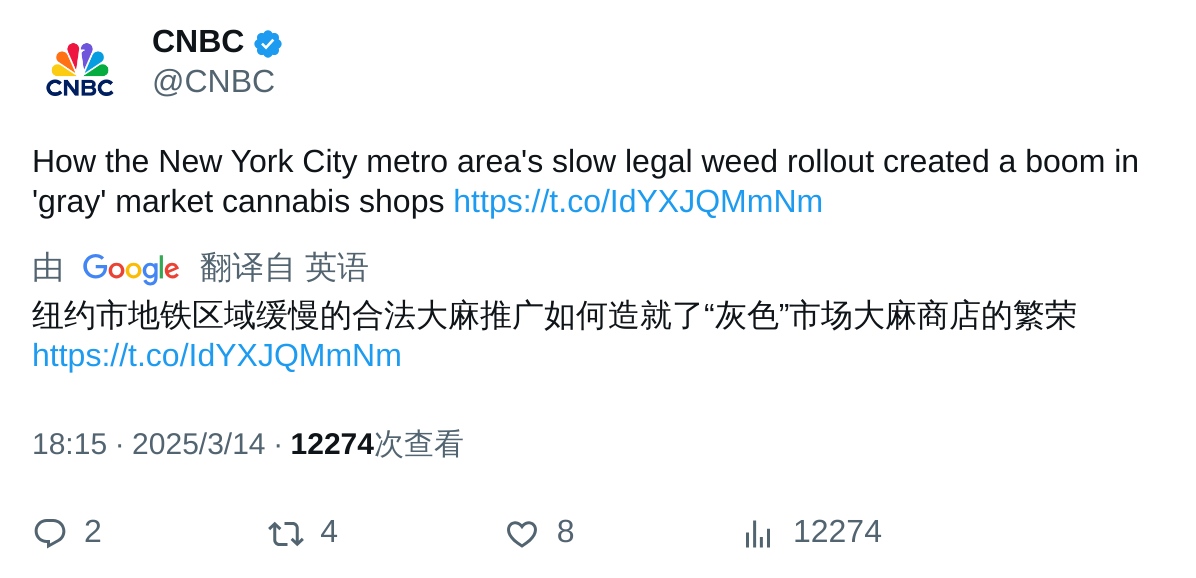 CNBC
@CNBC
CNBC
How the New York City metro area's slow legal weed rollout created a boom in
'gray' market cannabis shops https://t.co/IdYXJQMmNm
由 Google 翻译自 英语
纽约市地铁区域缓慢的合法大麻推广如何造就了“灰色”市场大麻商店的繁荣
https://t.co/IdYXJQMmNm
18:15 · 2025/3/14 · 12274次查看
2 4 8 12274